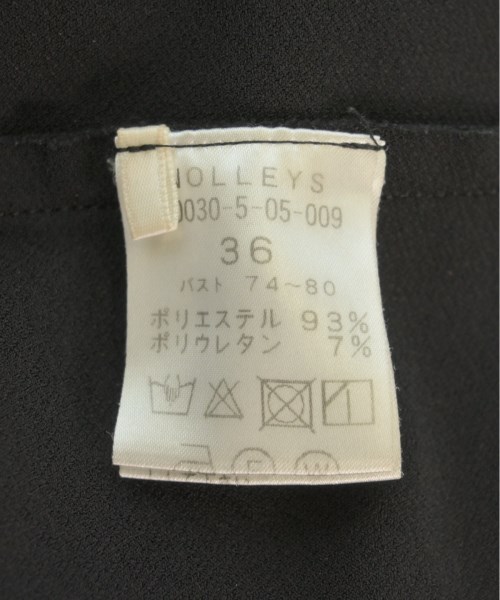 NOLLEYS
0030-5-05-009
36
バスト 74~80
ポリエステル 93%
ポリウレタン 7%
F
W